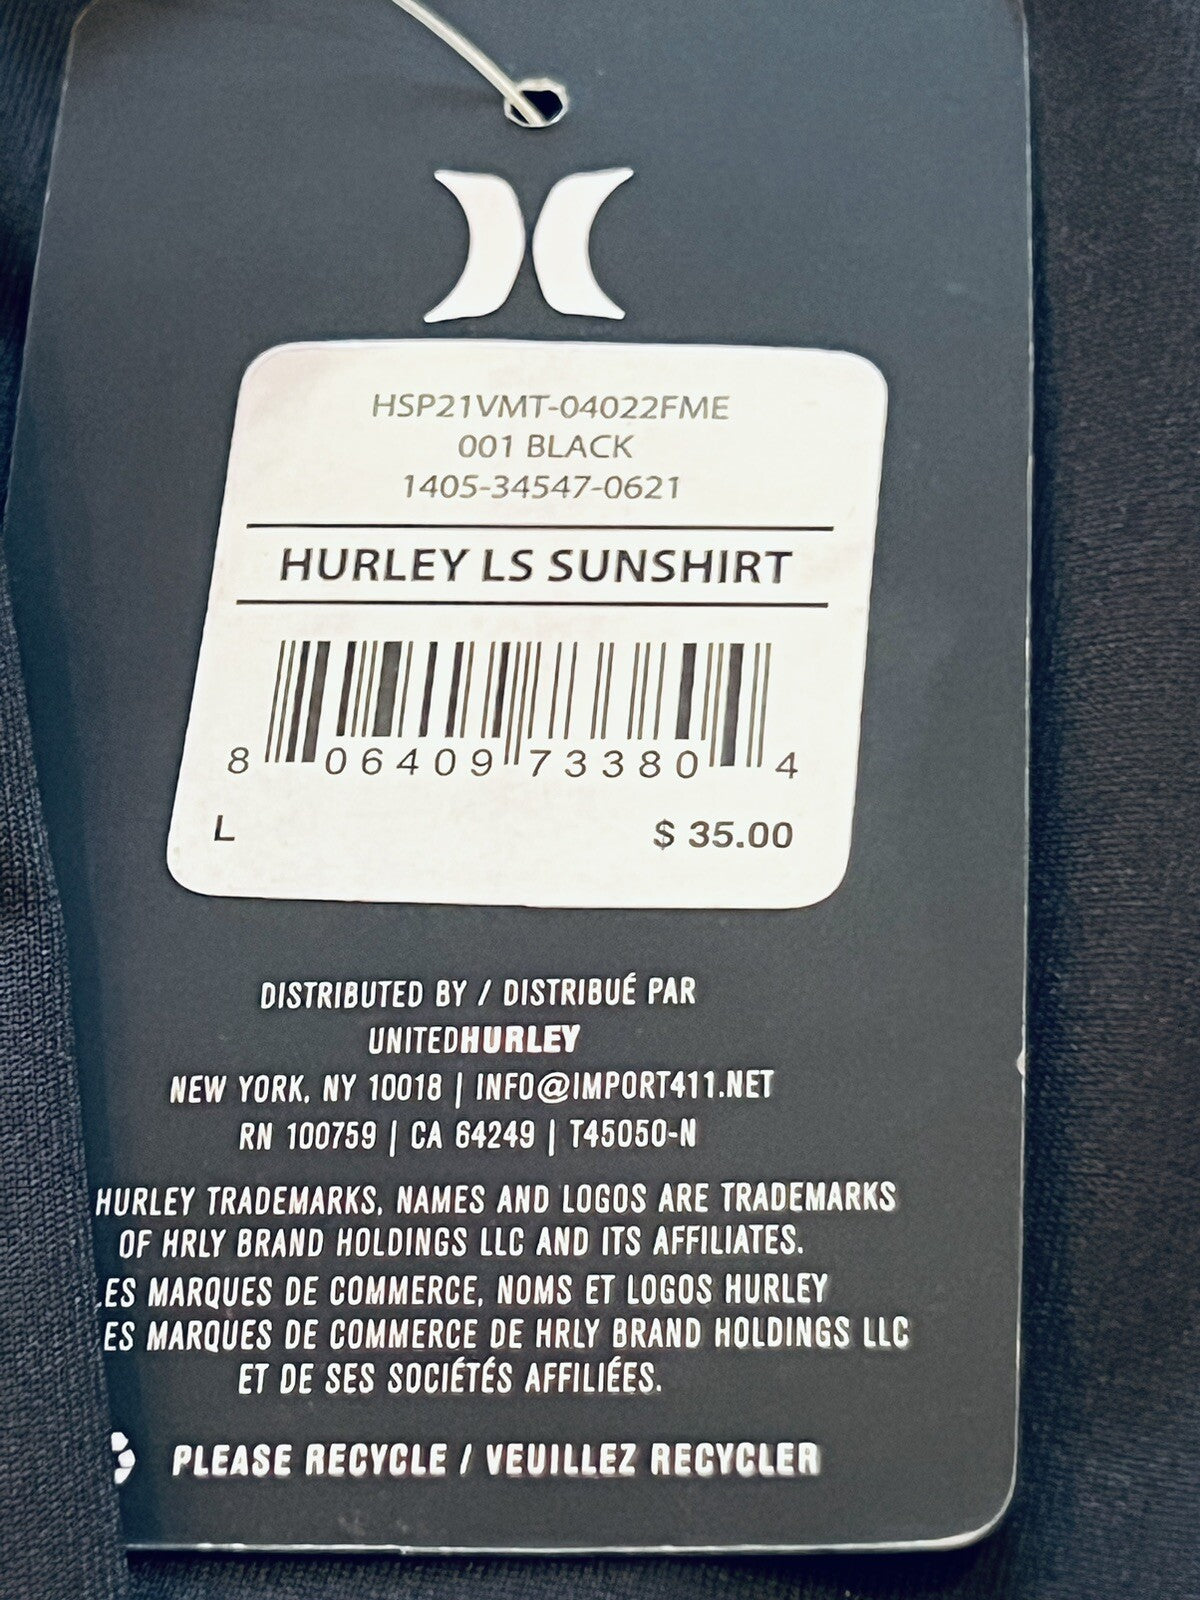 HSP21VMT-04022FME
001 BLACK
1405-34547-0621
HURLEY LS SUNSHIRT
8 06409 73380 4
L $ 35.00
DISTRIBUTED BY / DISTRIBUÉ PAR
UNITEDHURLEY
NEW YORK, NY 10018 | INFO@IMPORT411.NET
RN 100759 | CA 64249 | T45050-N
HURLEY TRADEMARKS, NAMES AND LOGOS ARE TRADEMARKS
OF HRLY BRAND HOLDINGS LLC AND ITS AFFILIATES.
LES MARQUES DE COMMERCE, NOMS ET LOGOS HURLEY
ES MARQUES DE COMMERCE DE HRLY BRAND HOLDINGS LLC
ET DE SES SOCIÉTÉS AFFILIÉES.
PLEASE RECYCLE / VEUILLEZ RECYCLER